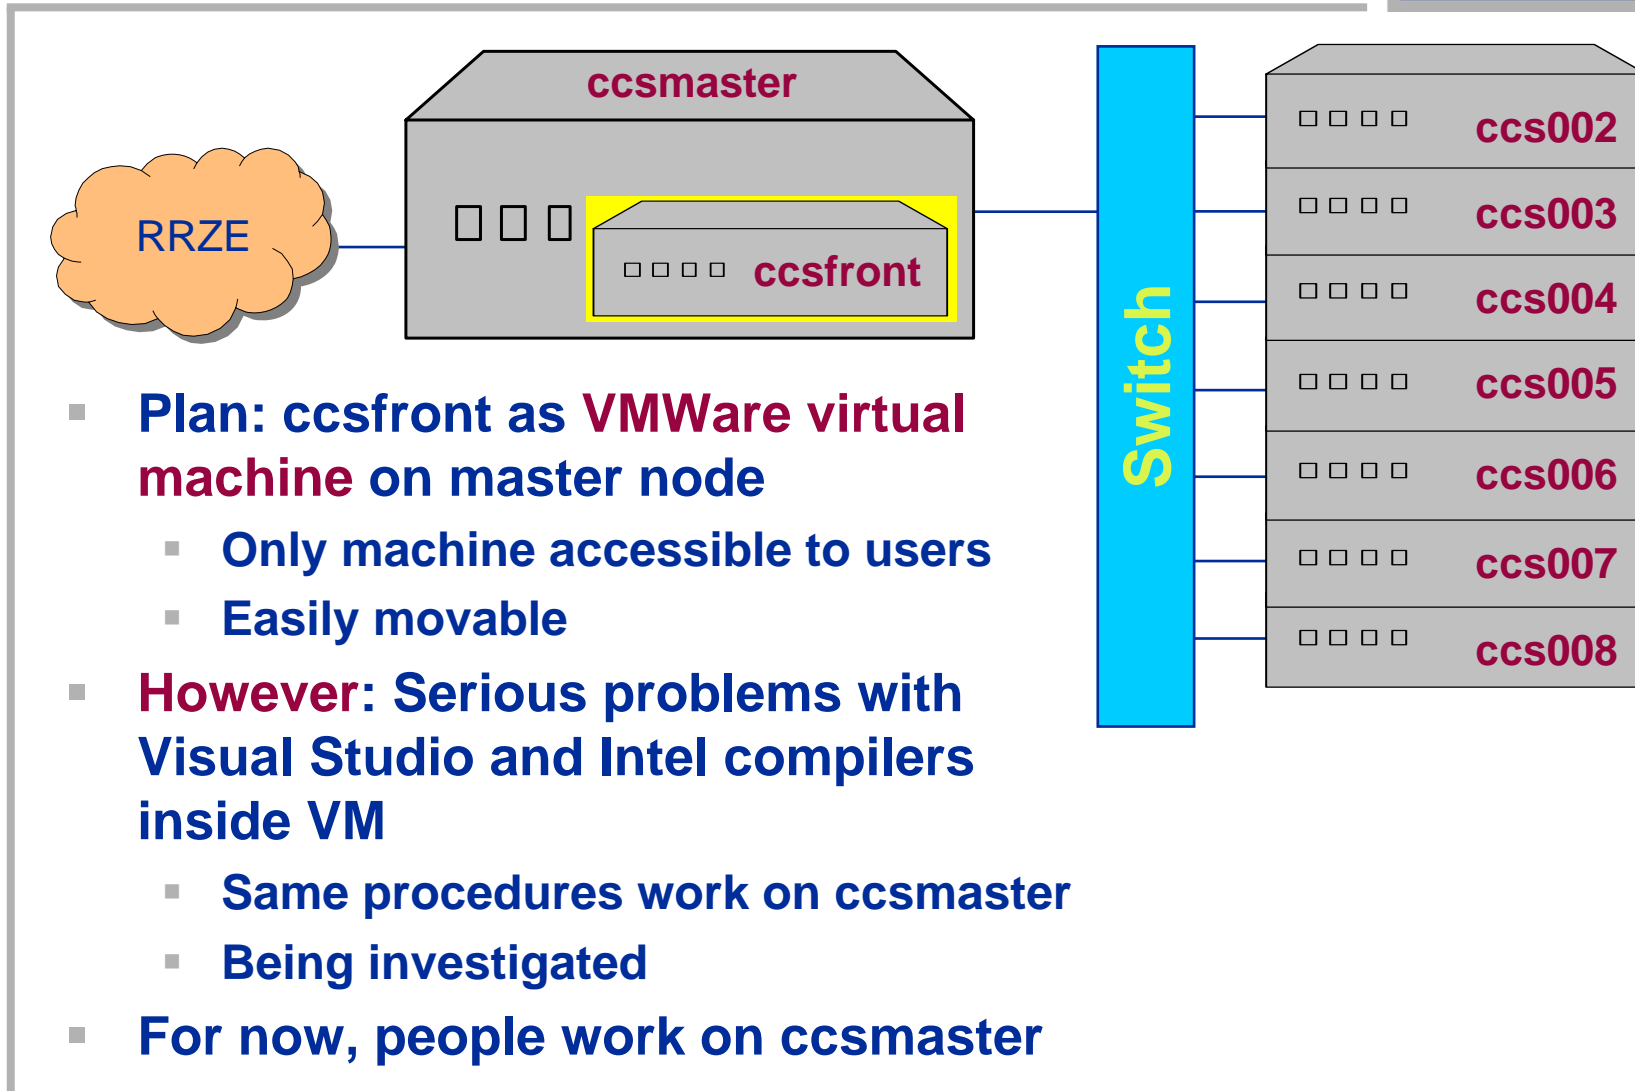 ccsmaster
RRZE
ccsfront
Switch
ccs002
ccs003
ccs004
ccs005
ccs006
ccs007
ccs008
Plan: ccsfront as VMWare virtual
machine on master node
Only machine accessible to users
Easily movable
However: Serious problems with
Visual Studio and Intel compilers
inside VM
Same procedures work on ccsmaster
Being investigated
For now, people work on ccsmaster